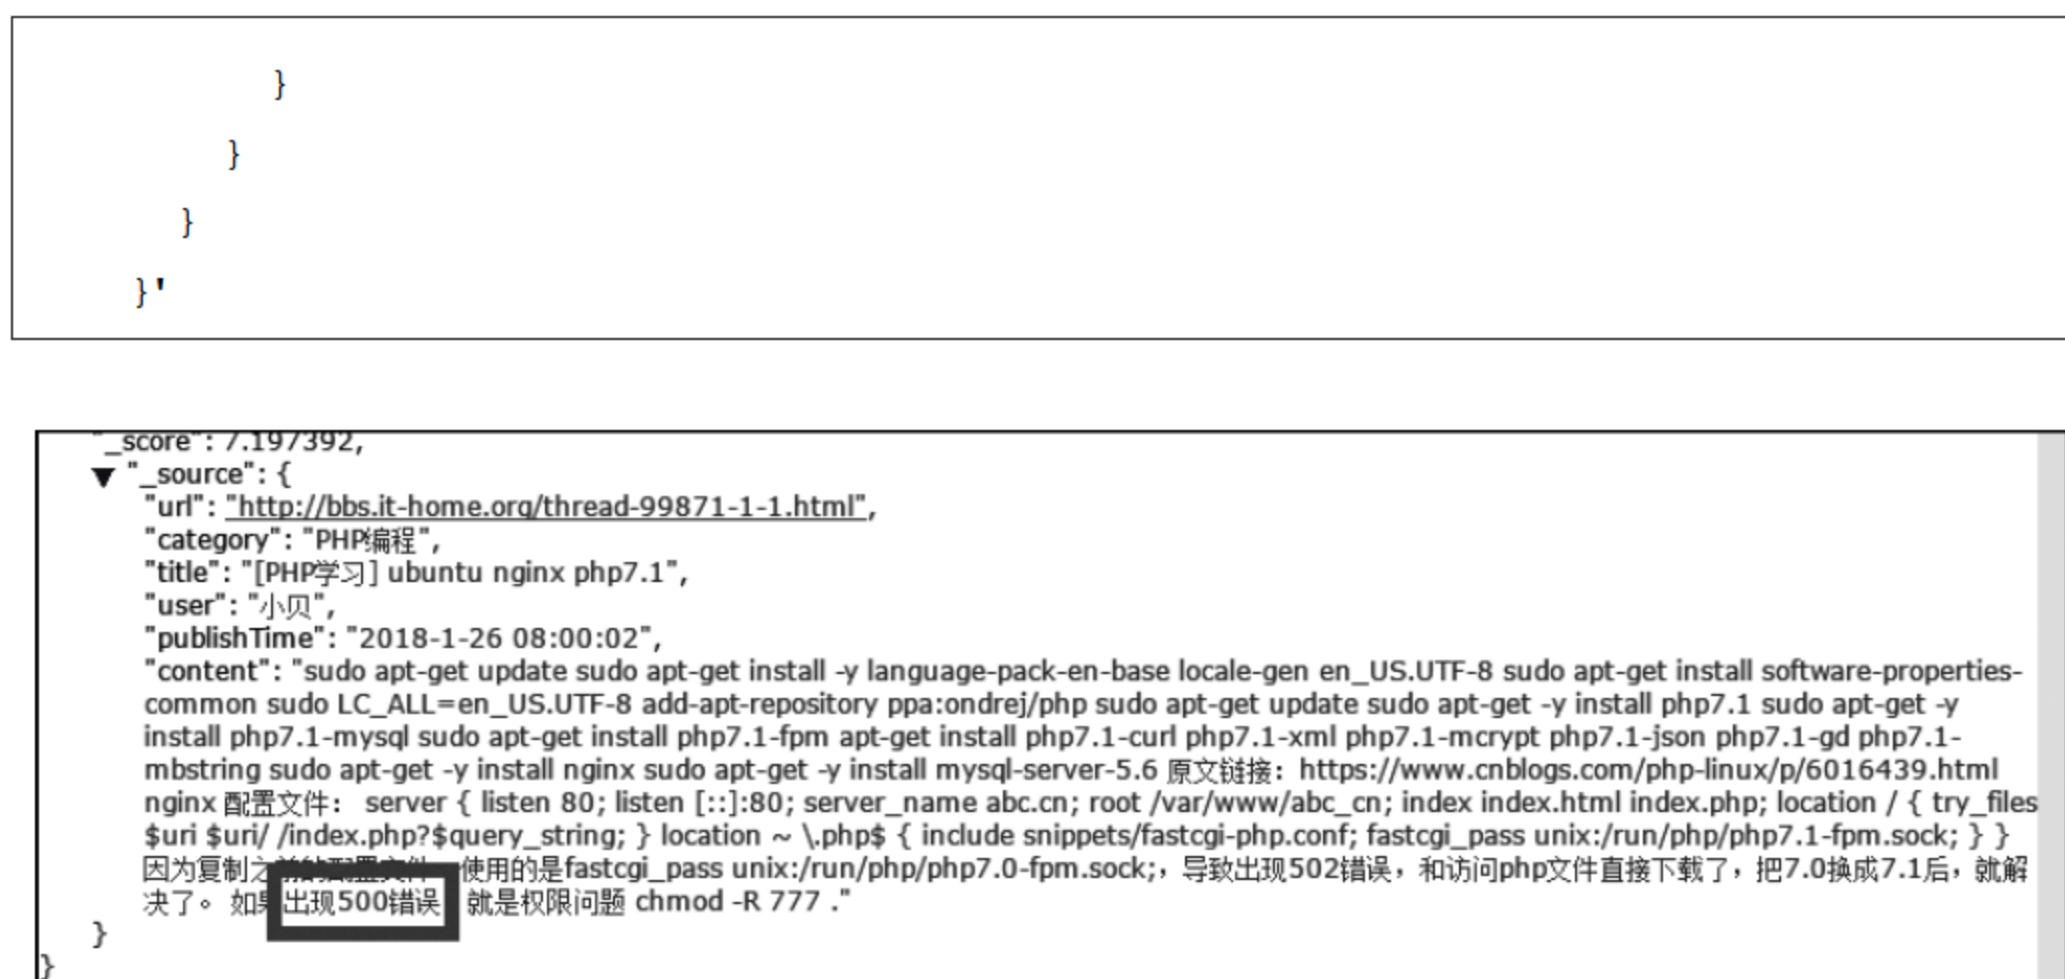 }
}
}
}'
"_score": 7.197392,
▼ "_source": {
"url": "http://bbs.it-home.org/thread-99871-1-1.html",
"category": "PHP编程",
"title": "[PHP学习] ubuntu nginx php7.1",
"user": "小贝",
"publishTime": "2018-1-26 08:00:02",
"content": "sudo apt-get update sudo apt-get install -y language-pack-en-base locale-gen en_US.UTF-8 sudo apt-get install software-properties-
common sudo LC_ALL=en_US.UTF-8 add-apt-repository ppa:ondrej/php sudo apt-get update sudo apt-get -y install php7.1 sudo apt-get -y
install php7.1-mysql sudo apt-get install php7.1-fpm apt-get install php7.1-curl php7.1-xml php7.1-mcrypt php7.1-json php7.1-gd php7.1-
mbstring sudo apt-get -y install nginx sudo apt-get -y install mysql-server-5.6 原文链接：https://www.cnblogs.com/php-linux/p/6016439.html
nginx 配置文件： server { listen 80; listen [::]:80; server_name abc.cn; root /var/www/abc_cn; index index.html index.php; location / { try_files
$uri $uri/ /index.php?$query_string; } location ~ \.php$ { include snippets/fastcgi-php.conf; fastcgi_pass unix:/run/php/php7.1-fpm.sock; } }
因为复制之前的配置文件，使用的是fastcgi_pass unix:/run/php/php7.0-fpm.sock;，导致出现502错误，和访问php文件直接下载了，把7.0换成7.1后，就解
决了。 如果出现500错误 就是权限问题 chmod -R 777 ."
}
}